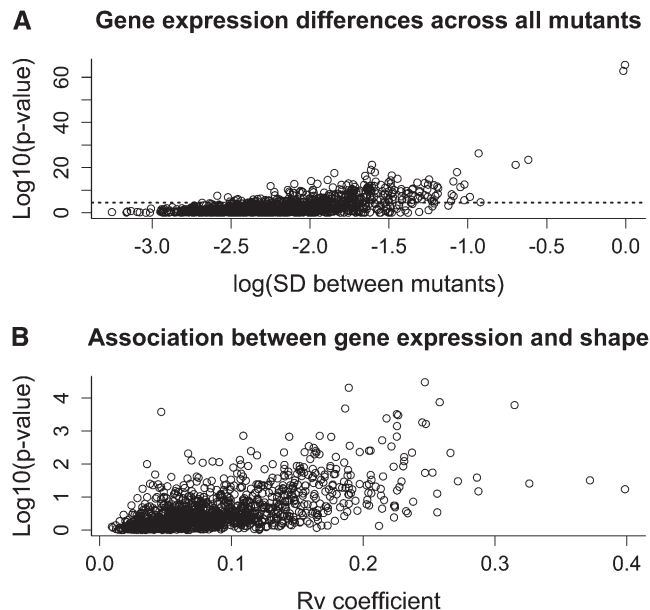 A Gene expression differences across all mutants
Log10(p-value)
60
40
20
0
-3.0 -2.5 -2.0 -1.5 -1.0 -0.5 0.0
log(SD between mutants)
B Association between gene expression and shape
Log10(p-value)
4
3
2
1
0
0.0 0.1 0.2 0.3 0.4
Rv coefficient